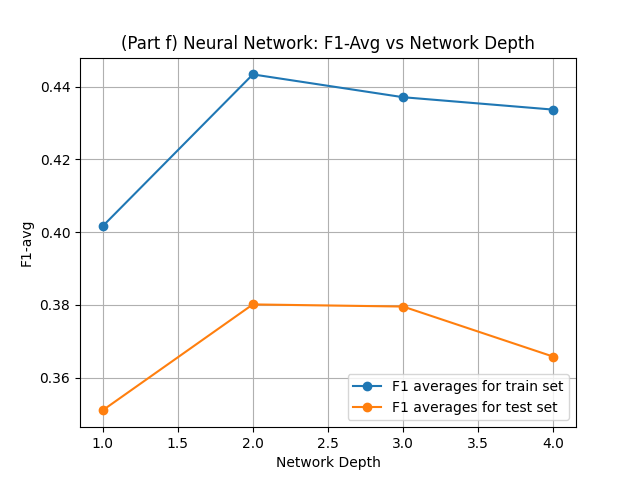 (Part f) Neural Network: F1-Avg vs Network Depth
F1-avg
0.44
0.42
0.40
0.38
0.36
1.0 1.5 2.0 2.5 3.0 3.5 4.0
Network Depth
F1 averages for train set
F1 averages for test set